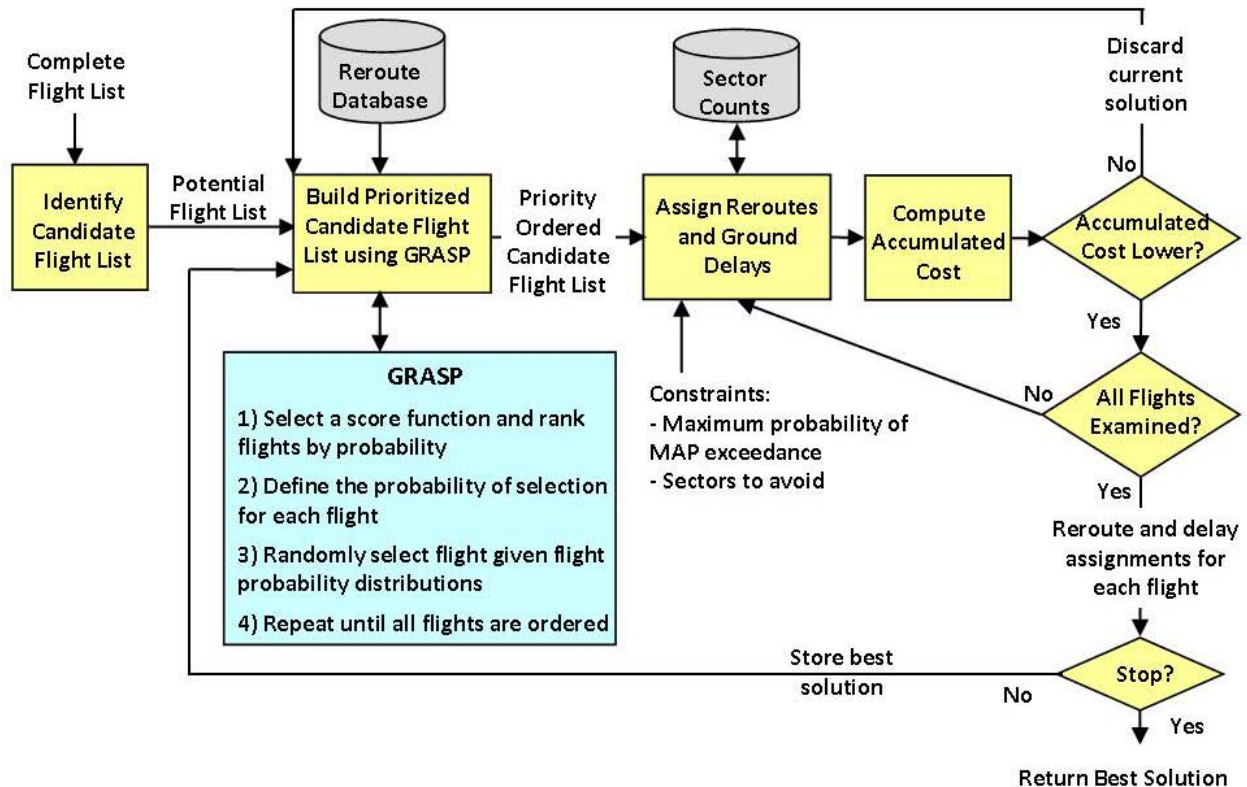 Complete
Flight List
Identify
Candidate
Flight List
Potential
Flight List
Reroute
Database
Build Prioritized
Candidate Flight
List using GRASP
Priority
Ordered
Candidate
Flight List
Sector
Counts
Assign Reroutes
and Ground
Delays
Compute
Accumulated
Cost
Discard
current
solution
No
Accumulated
Cost Lower?
Yes
GRASP
1) Select a score function and rank
flights by probability
2) Define the probability of selection
for each flight
3) Randomly select flight given flight
probability distributions
4) Repeat until all flights are ordered
Constraints:
- Maximum probability of
MAP exceedance
- Sectors to avoid
No
All Flights
Examined?
Yes
Reroute and delay
assignments for
each flight
Store best
solution
No
Stop?
Yes
Return Best Solution